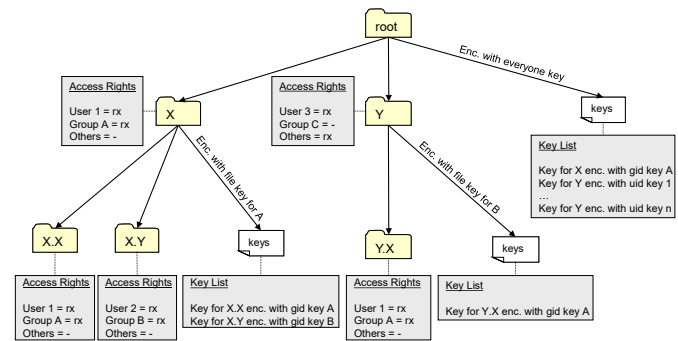 root
Enc. with everyone key
Access Rights
User 1 = rx
Group A = rx
Others = -
X
Access Rights
User 3 = rx
Group C = -
Others = rx
Y
keys
Key List
Key for X enc. with gid key A
Key for Y enc. with uid key 1
...
Key for Y enc. with uid key n
Enc. with file key for A
Enc. with file key for B
X.X
X.Y
keys
Y.X
keys
Access Rights
User 1 = rx
Group A = rx
Others = -
Access Rights
User 2 = rx
Group B = rx
Others = -
Key List
Key for X.X enc. with gid key A
Key for X.Y enc. with gid key B
Access Rights
User 1 = rx
Group A = rx
Others = -
Key List
Key for Y.X enc. with gid key A